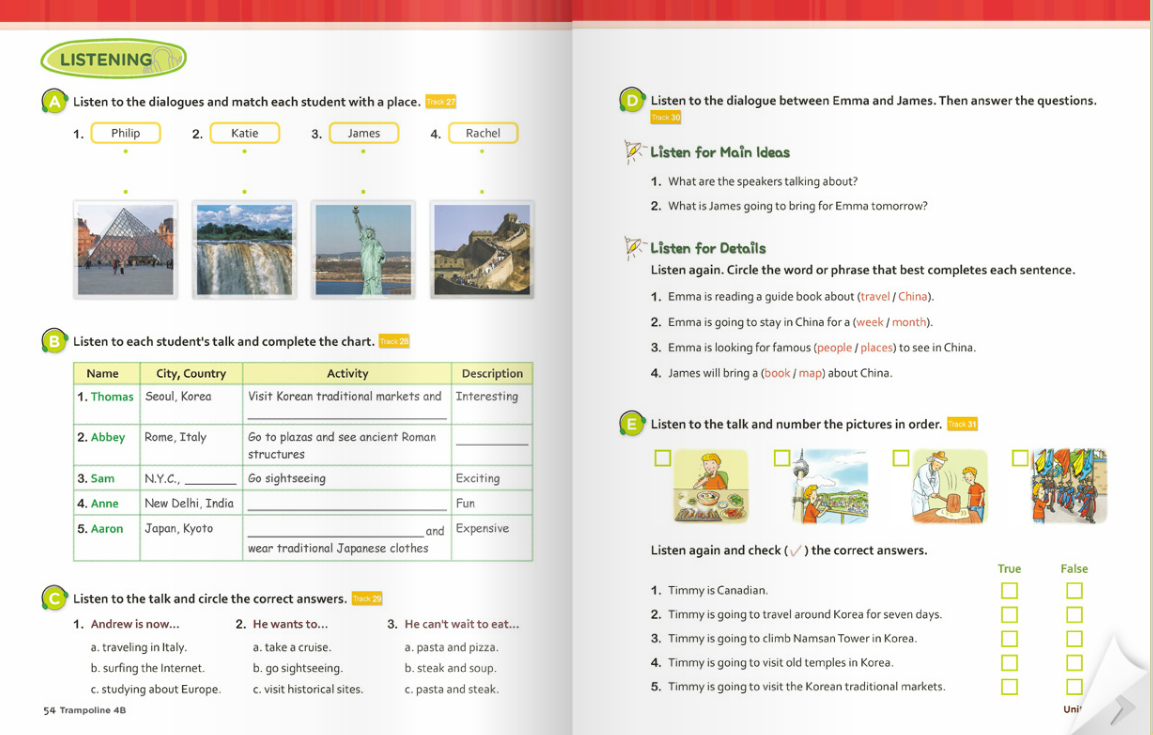 LISTENING
A Listen to the dialogues and match each student with a place. Track 27
1. Philip 2. Katie 3. James 4. Rachel
B Listen to each student's talk and complete the chart. Track 28
Name City, Country Activity Description
1. Thomas Seoul, Korea Visit Korean traditional markets and Interesting
2. Abbey Rome, Italy Go to plazas and see ancient Roman
structures
3. Sam N.Y.C., Go sightseeing Exciting
4. Anne New Delhi, India Fun
5. Aaron Japan, Kyoto and Expensive
wear traditional Japanese clothes
C Listen to the talk and circle the correct answers. Track 29
1. Andrew is now... 2. He wants to... 3. He can't wait to eat...
a. traveling in Italy. a. take a cruise. a. pasta and pizza.
b. surfing the Internet. b. go sightseeing. b. steak and soup.
c. studying about Europe. c. visit historical sites. c. pasta and steak.
54 Trampoline 4B
D Listen to the dialogue between Emma and James. Then answer the questions.
Track 30
Listen for Main Ideas
1. What are the speakers talking about?
2. What is James going to bring for Emma tomorrow?
Listen for Details
Listen again. Circle the word or phrase that best completes each sentence.
1. Emma is reading a guide book about (travel / China).
2. Emma is going to stay in China for a (week / month).
3. Emma is looking for famous (people / places) to see in China.
4. James will bring a (book / map) about China.
E Listen to the talk and number the pictures in order. Track 31
Listen again and check (✓) the correct answers.
True False
1. Timmy is Canadian.
2. Timmy is going to travel around Korea for seven days.
3. Timmy is going to climb Namsan Tower in Korea.
4. Timmy is going to visit old temples in Korea.
5. Timmy is going to visit the Korean traditional markets.